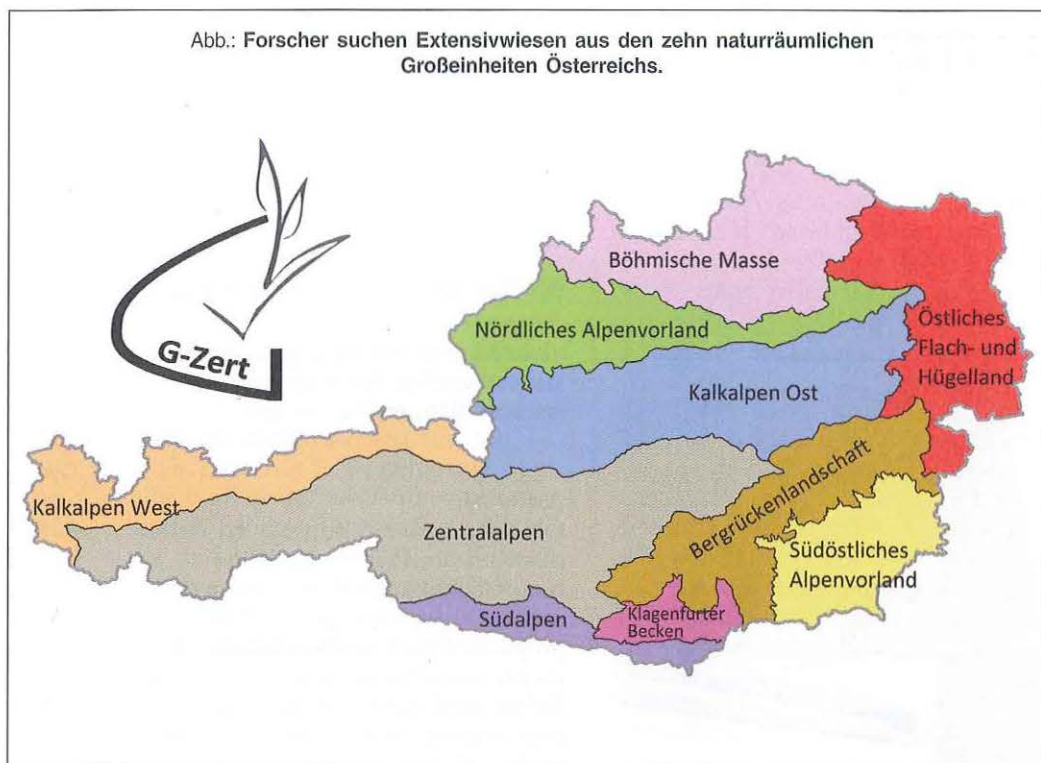 Abb.: Forscher suchen Extensivwiesen aus den zehn naturräumlichen
Großeinheiten Österreichs.
G-Zert
Böhmische Masse
Nördliches Alpenvorland
Östliches
Flach- und
Hügelland
Kalkalpen Ost
Kalkalpen West
Bergrückenlandschaft
Zentralalpen
Südöstliches
Alpenvorland
Südalpen
Klagenfurter
Becken